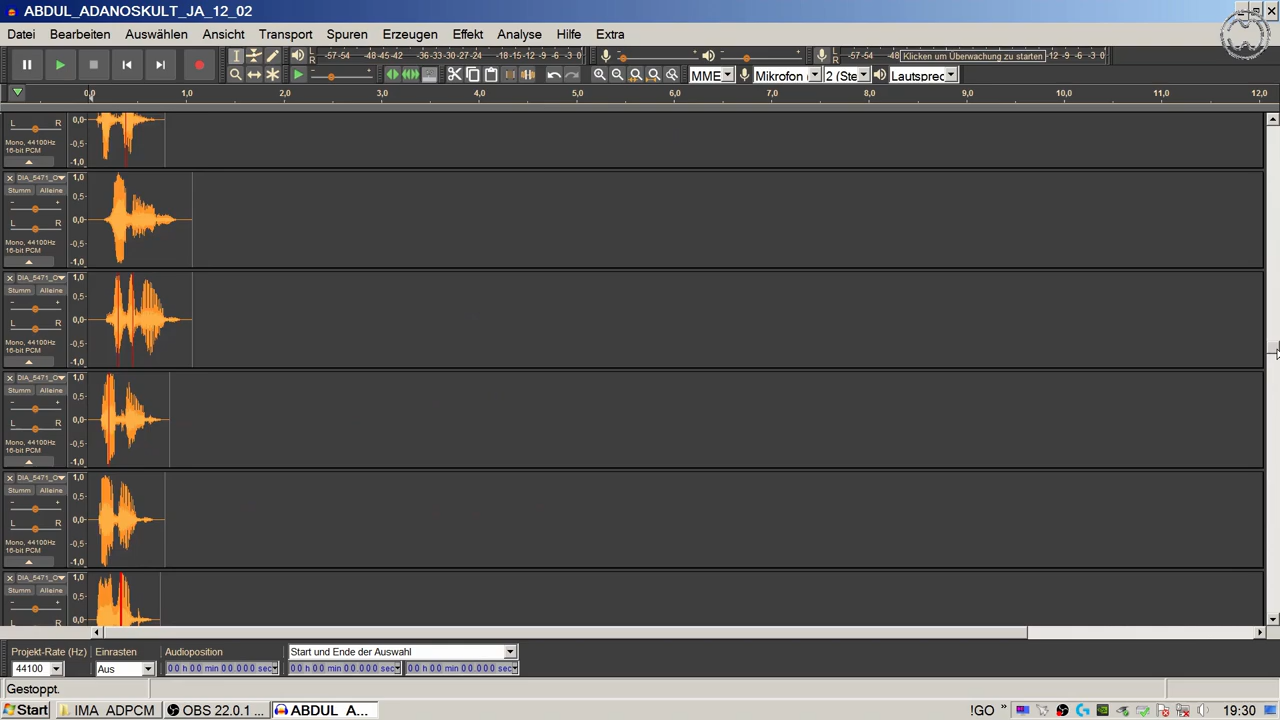 ABDUL_ADANOSKULT_JA_12_02
Datei Bearbeiten Auswählen Ansicht Transport Spuren Erzeugen Effekt Analyse Hilfe Extra
L R -57 -54 -48 -45 -42 -36 -33 -30 -27 -24 -18 -15 -12 -9 -6 -3 0 -57 -54 -48 Klicken um Überwachung zu starten -12 -9 -6 -3 0
MME Mikrofon 2 (Ste Lautsprec
0,0 1,0 2,0 3,0 4,0 5,0 6,0 7,0 8,0 9,0 10,0 11,0 12,0
L R 0,0
Mono, 44100Hz -0,5
16-bit PCM -1,0
DIA_5471_O 1,0
Stumm Alleine 0,5
- +
L R 0,0
Mono, 44100Hz -0,5
16-bit PCM -1,0
DIA_5471_O 1,0
Stumm Alleine 0,5
- +
L R 0,0
Mono, 44100Hz -0,5
16-bit PCM -1,0
DIA_5471_O 1,0
Stumm Alleine 0,5
- +
L R 0,0
Mono, 44100Hz -0,5
16-bit PCM -1,0
DIA_5471_O 1,0
Stumm Alleine 0,5
- +
L R 0,0
Mono, 44100Hz -0,5
16-bit PCM -1,0
DIA_5471_O 1,0
Stumm Alleine 0,5
- +
L R 0,0
Projekt-Rate (Hz) Einrasten Audioposition Start und Ende der Auswahl
44100 Aus 00 h 00 min 00.000 sec 00 h 00 min 00.000 sec 00 h 00 min 00.000 sec
Gestoppt.
Start IMA_ADPCM OBS 22.0.1 ... ABDUL_A... !GO » 19:30